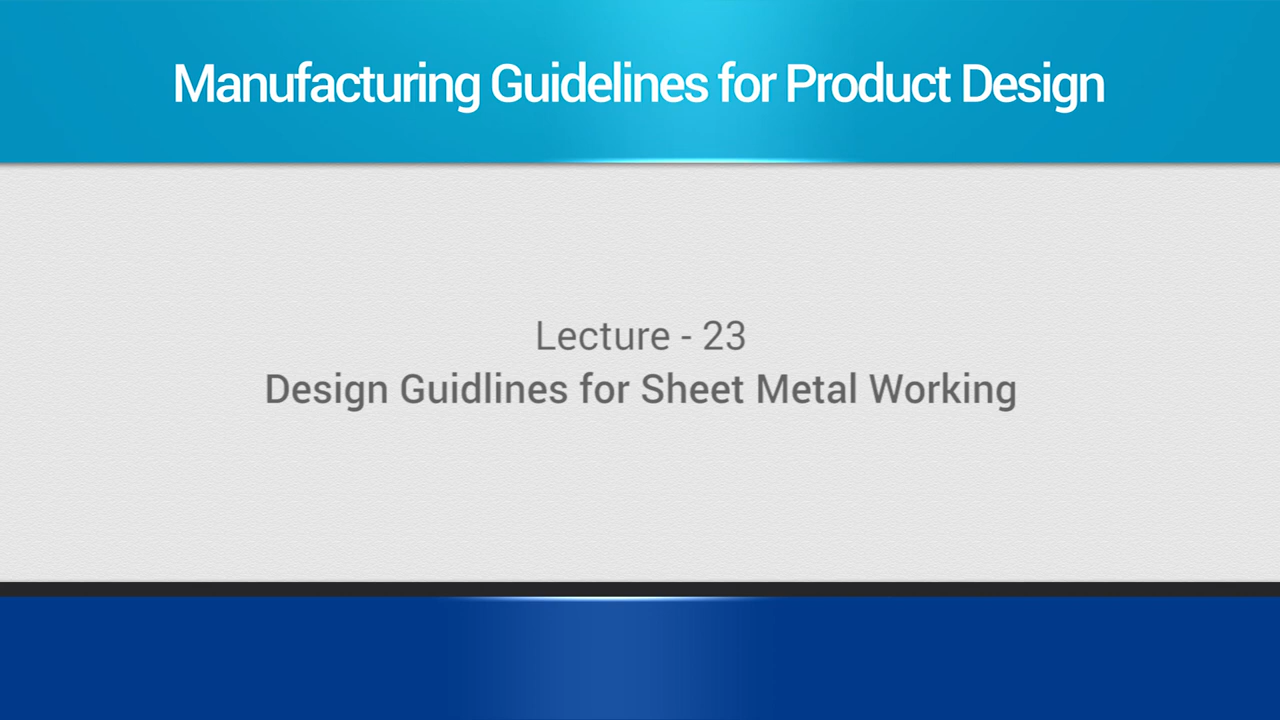 Manufacturing Guidelines for Product Design
Lecture - 23
Design Guidlines for Sheet Metal Working